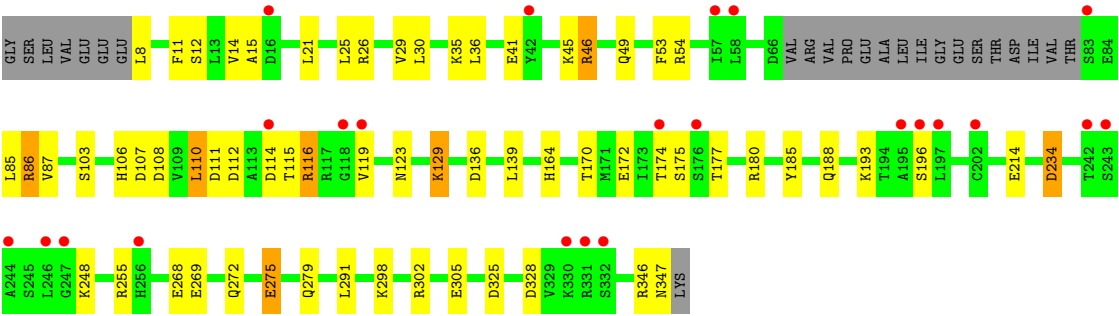 GLY SER LEU VAL GLU GLU GLU L8 F11 S12 L13 V14 A15 D16 L21 L25 R26 V29 L30 K35 L36 E41 Y42 K45 R46 Q49 F53 R54 I57 L58 D66 VAL ARG VAL PRO GLU ALA LEU ILE GLY GLU SER THR ASP ILE VAL THR S83 E84
L85 R86 V87 S103 H106 D107 D108 V109 L110 D111 D112 A113 D114 T115 R116 R117 G118 V119 N123 K129 D136 L139 H164 T170 M171 E172 I173 T174 S175 S176 T177 R180 Y185 Q188 K193 T194 A195 S196 L197 C202 E214 D234 T242 S243
A244 S245 L246 G247 K248 R255 H256 E268 E269 Q272 E275 Q279 L291 K298 R302 E305 D325 D328 V329 K330 R331 S332 R346 N347 LYS